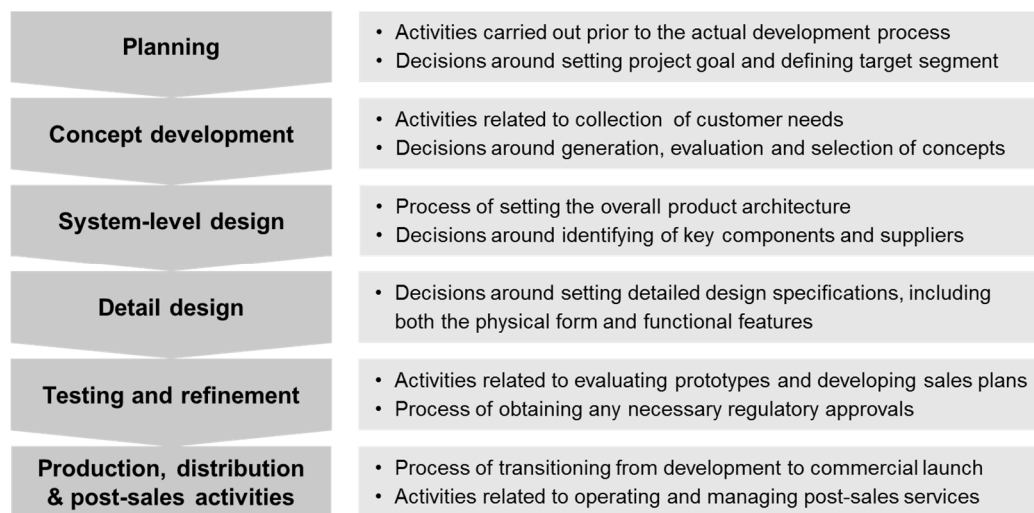 Planning
• Activities carried out prior to the actual development process
• Decisions around setting project goal and defining target segment
Concept development
• Activities related to collection of customer needs
• Decisions around generation, evaluation and selection of concepts
System-level design
• Process of setting the overall product architecture
• Decisions around identifying of key components and suppliers
Detail design
• Decisions around setting detailed design specifications, including
both the physical form and functional features
Testing and refinement
• Activities related to evaluating prototypes and developing sales plans
• Process of obtaining any necessary regulatory approvals
Production, distribution
& post-sales activities
• Process of transitioning from development to commercial launch
• Activities related to operating and managing post-sales services